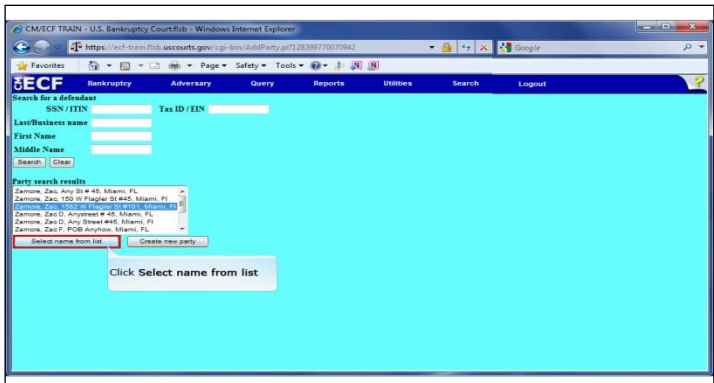 CM/ECF TRAIN - U.S. Bankruptcy Court:flsb - Windows Internet Explorer
https://ecf-train.flsb.uscourts.gov/cgi-bin/AddParty.pl?128399770070942
Google
Favorites Page Safety Tools
ECF Bankruptcy Adversary Query Reports Utilities Search Logout ?
Search for a defendant
SSN / ITIN Tax ID / EIN
Last/Business name
First Name
Middle Name
Search Clear
Party search results
Zamore, Zac, Any St # 45, Miami, FL
Zamore, Zac, 150 W Flagler St #45, Miami, Fl
Zamore, Zac, 1582 W Flagler St #101, Miami, Fl
Zamore, Zac D, Anystreet # 45, Miami, FL
Zamore, Zac D, Any Street #45, Miami, Fl
Zamore, Zac F, POB Anyhow, Miami, FL
Select name from list Create new party
Click Select name from list